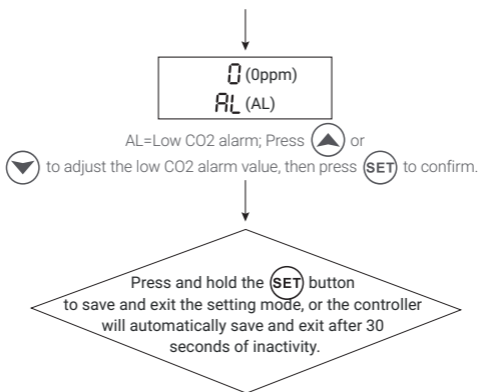 0 (0ppm)
AL (AL)
AL=Low CO2 alarm; Press or
to adjust the low CO2 alarm value, then press SET to confirm.
Press and hold the SET button
to save and exit the setting mode, or the controller
will automatically save and exit after 30
seconds of inactivity.